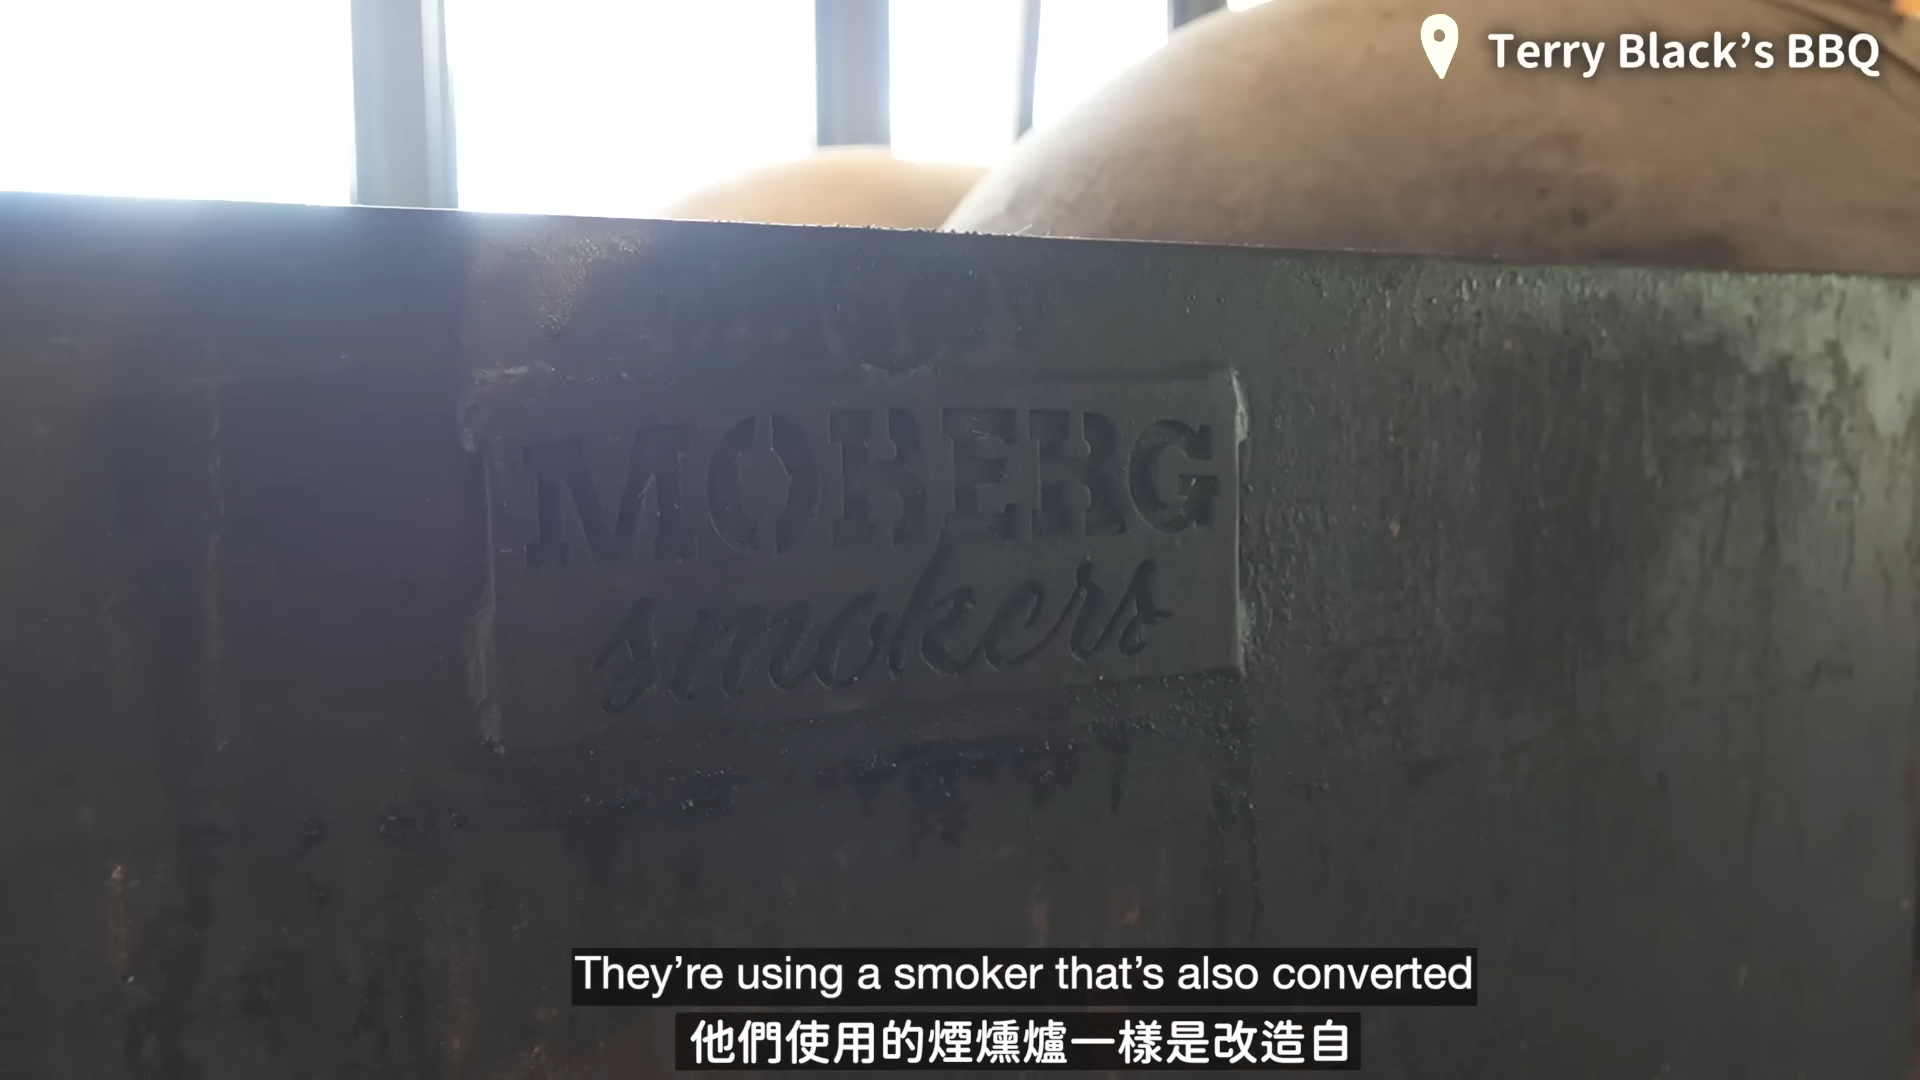 Terry Black's BBQ
MOBERG
smokers
They're using a smoker that's also converted
他們使用的煙燻爐一樣是改造自